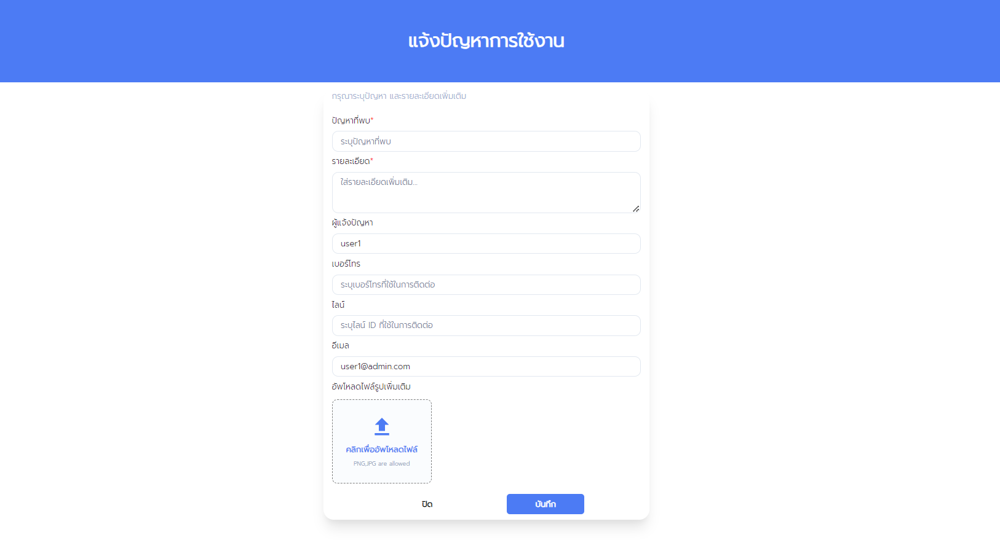 แจ้งปัญหาการใช้งาน
กรุณาระบุปัญหา และรายละเอียดเพิ่มเติม
ปัญหาที่พบ*
ระบุปัญหาที่พบ
รายละเอียด*
ใส่รายละเอียดเพิ่มเติม...
ผู้แจ้งปัญหา
user1
เบอร์โทร
ระบุเบอร์โทรที่ใช้ในการติดต่อ
ไลน์
ระบุไลน์ ID ที่ใช้ในการติดต่อ
อีเมล
user1@admin.com
อัพโหลดไฟล์รูปเพิ่มเติม
คลิกเพื่ออัพโหลดไฟล์
PNG,JPG are allowed
ปิด บันทึก